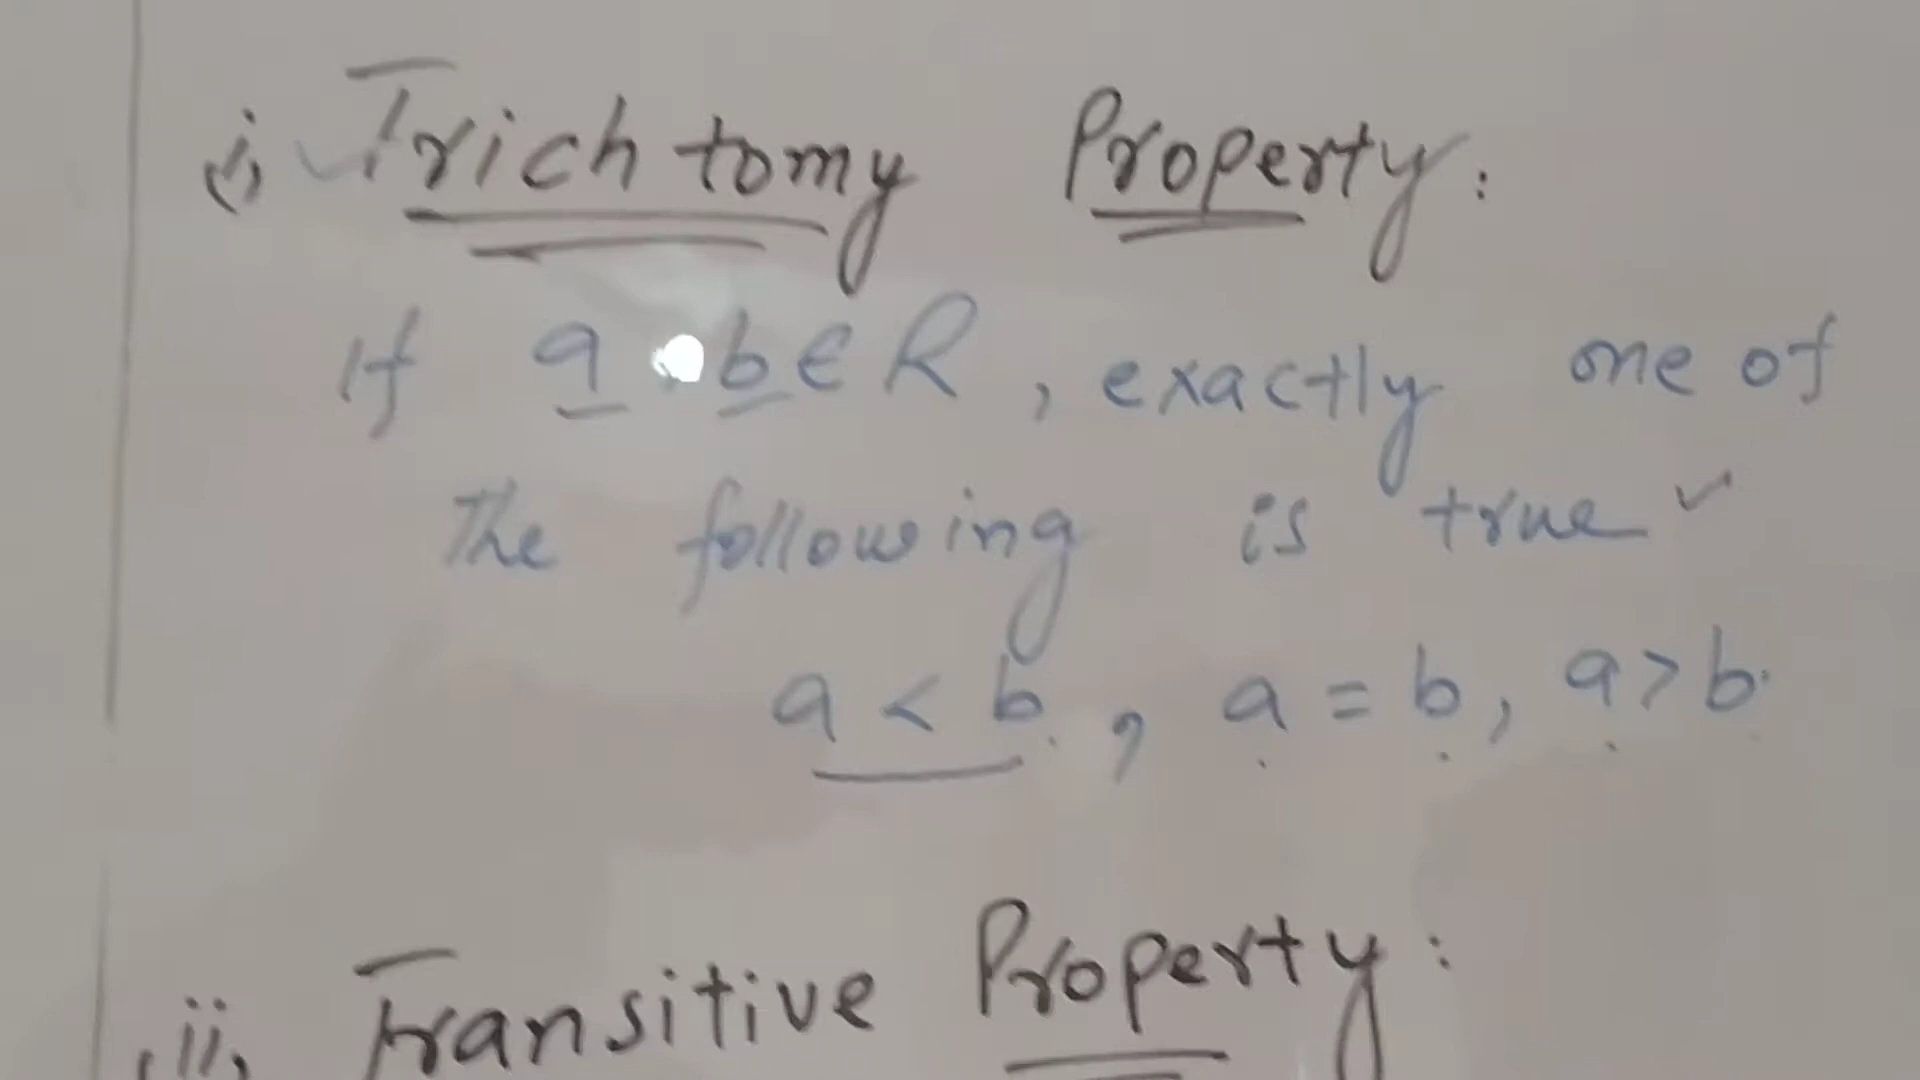 (i) Trichtomy Property:
If a, b ∈ R, exactly one of
the following is true
a < b, a = b, a > b.
(ii) Transitive Property: